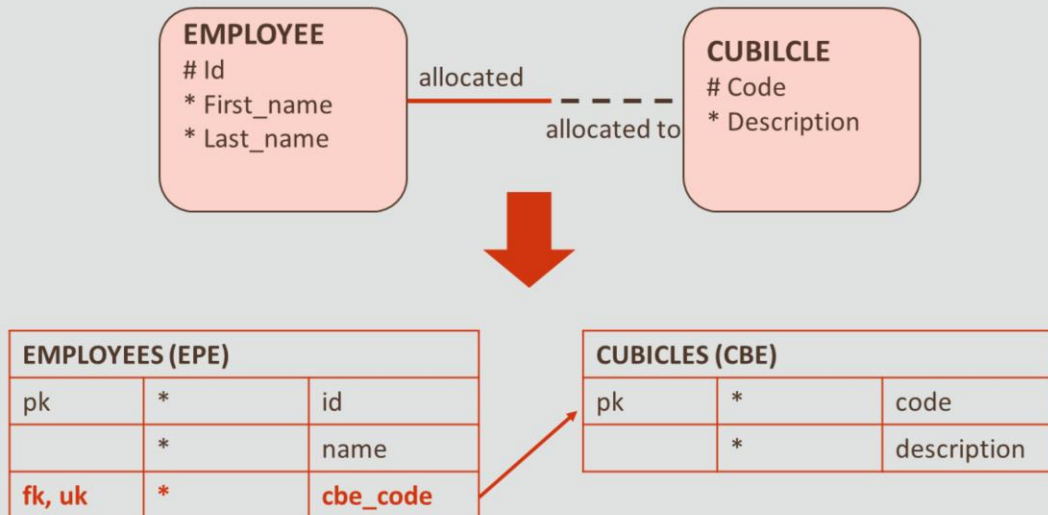 EMPLOYEE
# Id
* First_name
* Last_name
allocated
allocated to
CUBILCLE
# Code
* Description
EMPLOYEES (EPE)
pk * id
* name
fk, uk * cbe_code
CUBICLES (CBE)
pk * code
* description